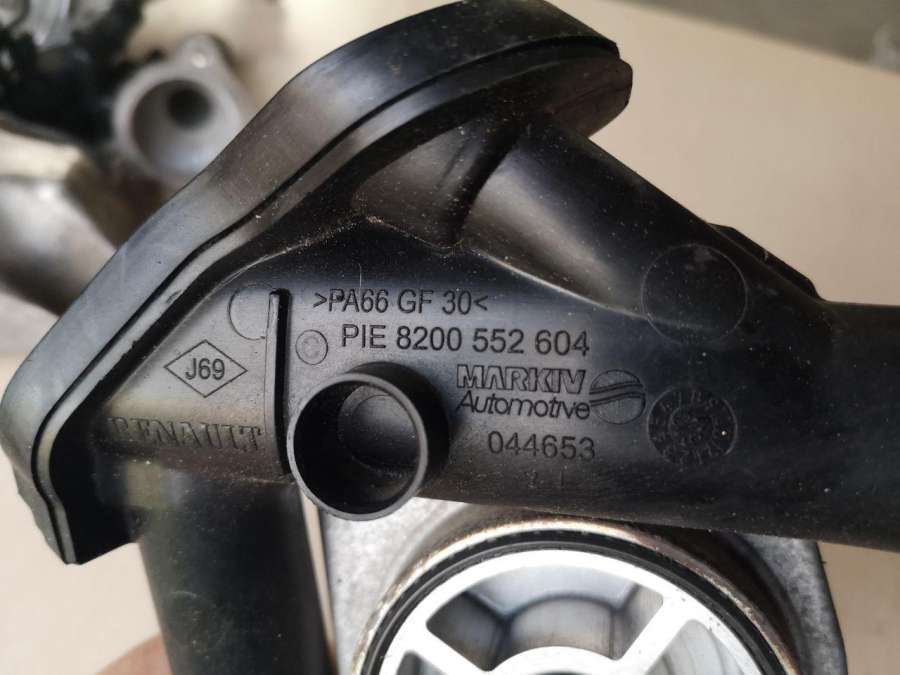 >PA66 GF 30<
PIE 8200 552 604
J69
MARKIV
Automotive
RENAULT
044653